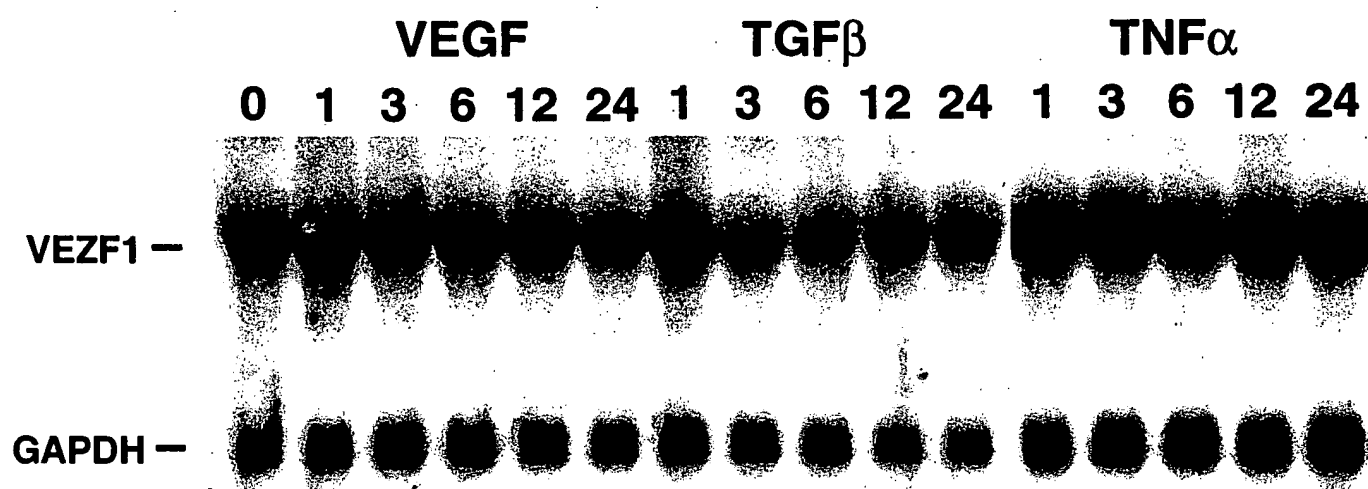 VEGF TGFβ TNFα
0 1 3 6 12 24 1 3 6 12 24 1 3 6 12 24
VEZF1
GAPDH